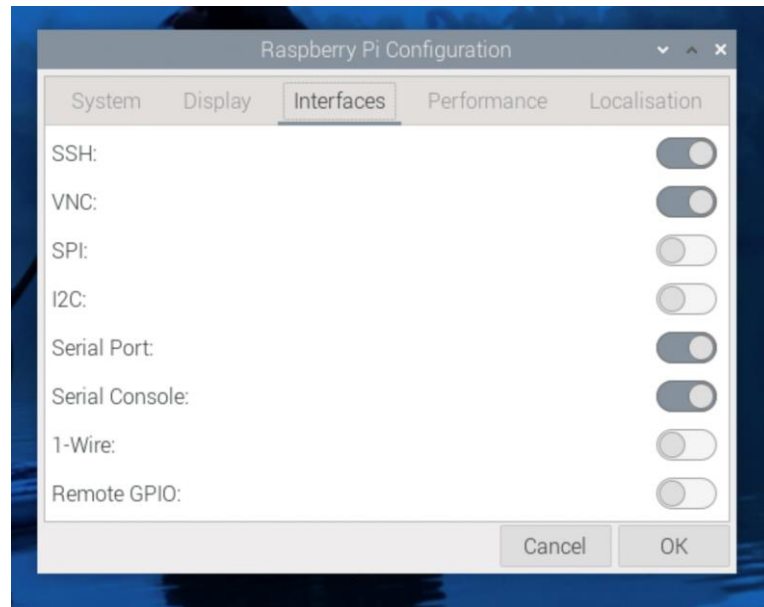 Raspberry Pi Configuration
System Display Interfaces Performance Localisation
SSH:
VNC:
SPI:
I2C:
Serial Port:
Serial Console:
1-Wire:
Remote GPIO:
Cancel OK